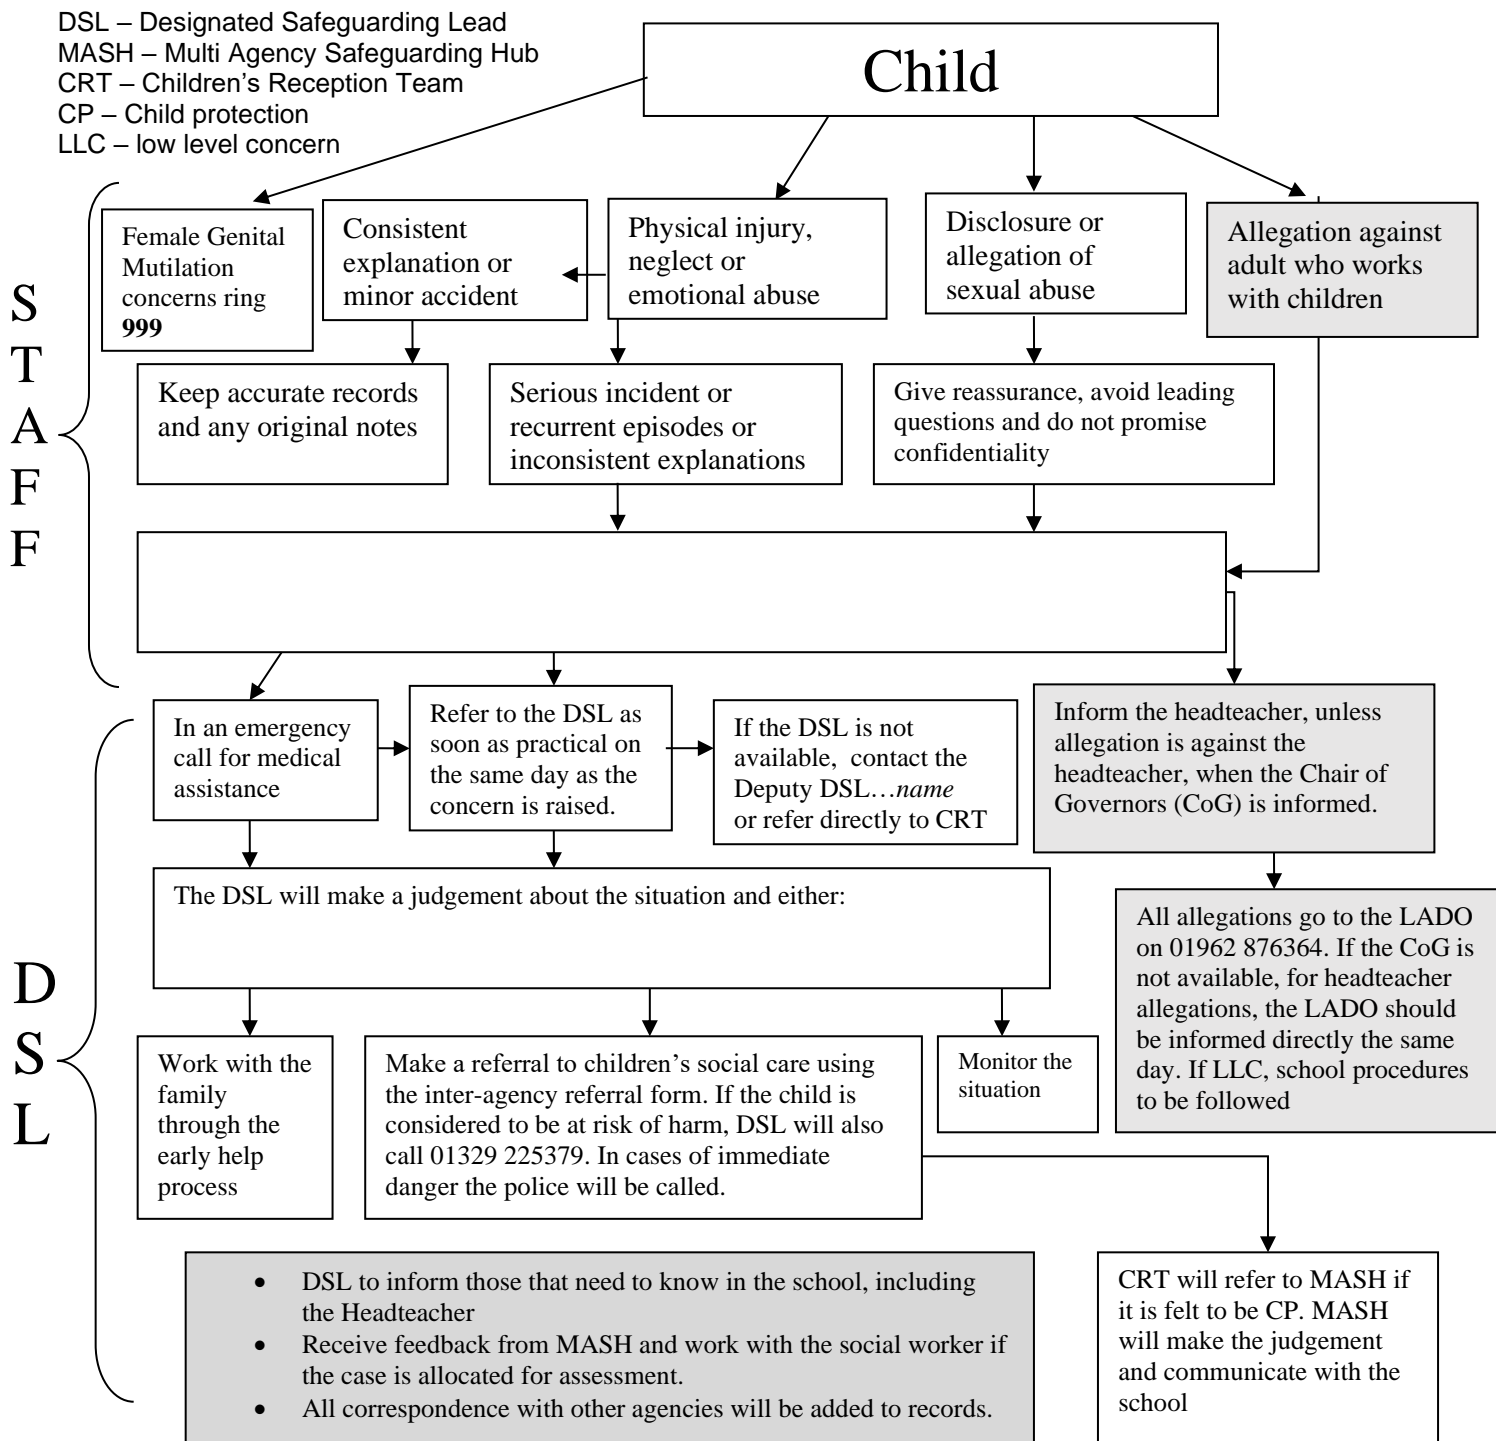 DSL – Designated Safeguarding Lead
MASH – Multi Agency Safeguarding Hub
CRT – Children's Reception Team
CP – Child protection
LLC – low level concern
Child
S
T
A
F
F
Female Genital
Mutilation
concerns ring
999
Consistent
explanation or
minor accident
Physical injury,
neglect or
emotional abuse
Disclosure or
allegation of
sexual abuse
Allegation against
adult who works
with children
Keep accurate records
and any original notes
Serious incident or
recurrent episodes or
inconsistent explanations
Give reassurance, avoid leading
questions and do not promise
confidentiality
D
S
L
In an emergency
call for medical
assistance
Refer to the DSL as
soon as practical on
the same day as the
concern is raised.
If the DSL is not
available,  contact the
Deputy DSL…name
or refer directly to CRT
Inform the headteacher, unless
allegation is against the
headteacher, when the Chair of
Governors (CoG) is informed.
The DSL will make a judgement about the situation and either:
All allegations go to the LADO
on 01962 876364. If the CoG is
not available, for headteacher
allegations, the LADO should
be informed directly the same
day. If LLC, school procedures
to be followed
Work with the
family
through the
early help
process
Make a referral to children's social care using
the inter-agency referral form. If the child is
considered to be at risk of harm, DSL will also
call 01329 225379. In cases of immediate
danger the police will be called.
Monitor the
situation
• DSL to inform those that need to know in the school, including
the Headteacher
• Receive feedback from MASH and work with the social worker if
the case is allocated for assessment.
• All correspondence with other agencies will be added to records.
CRT will refer to MASH if
it is felt to be CP. MASH
will make the judgement
and communicate with the
school